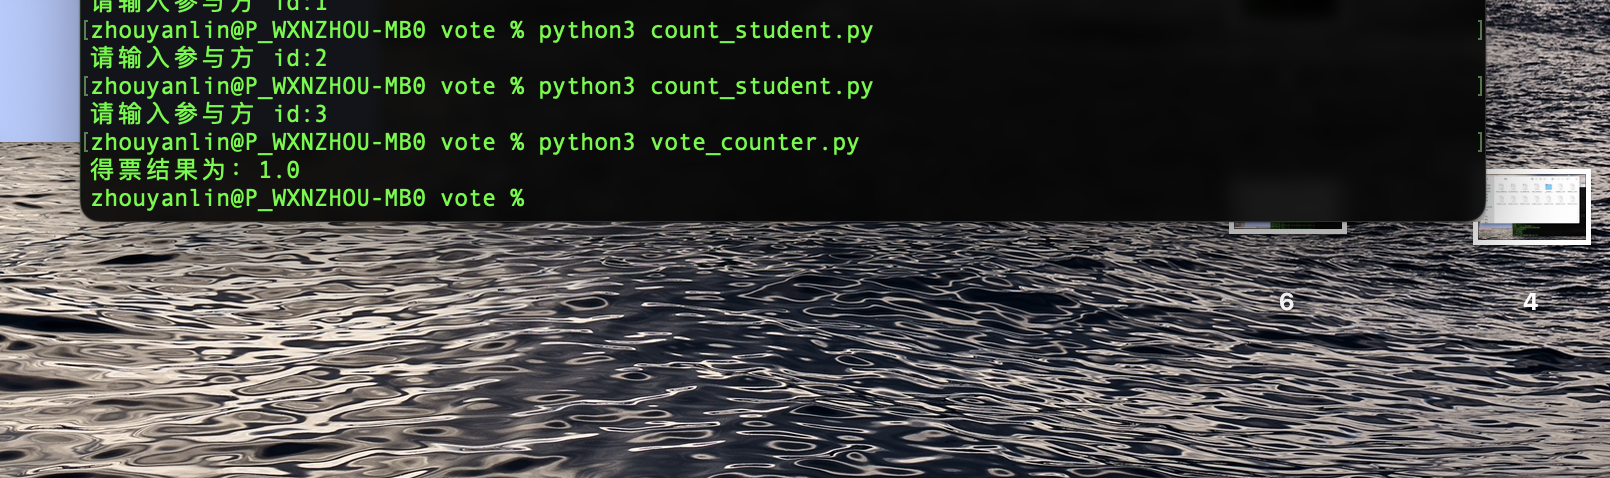 请输入参与方 id:1
[zhouyanlin@P_WXNZHOU-MB0 vote % python3 count_student.py ]
请输入参与方 id:2
[zhouyanlin@P_WXNZHOU-MB0 vote % python3 count_student.py ]
请输入参与方 id:3
[zhouyanlin@P_WXNZHOU-MB0 vote % python3 vote_counter.py ]
得票结果为: 1.0
zhouyanlin@P_WXNZHOU-MB0 vote %
6
4